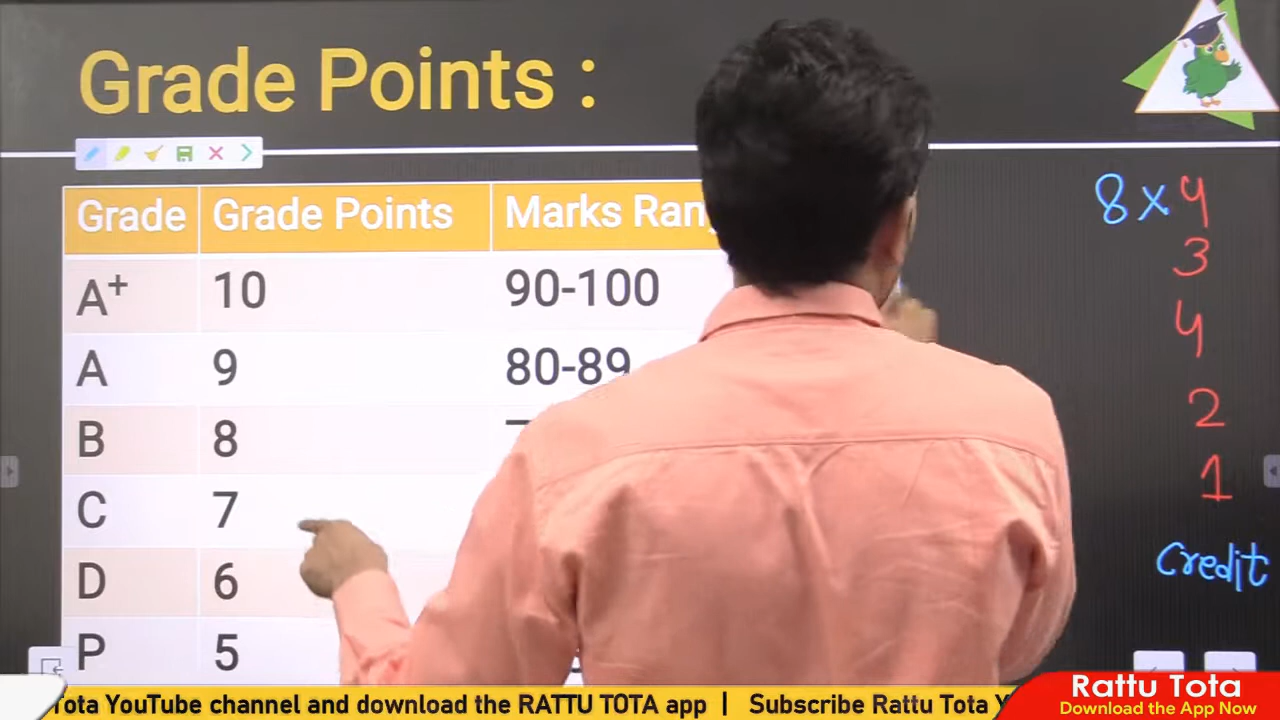 Grade Points :
Grade Grade Points Marks Ran
A+ 10 90-100
A 9 80-89
B 8
C 7
D 6
P 5
8 × 4
3
4
2
1
Credit
Tota YouTube channel and download the RATTU TOTA app | Subscribe Rattu Tota Y
Rattu Tota
Download the App Now